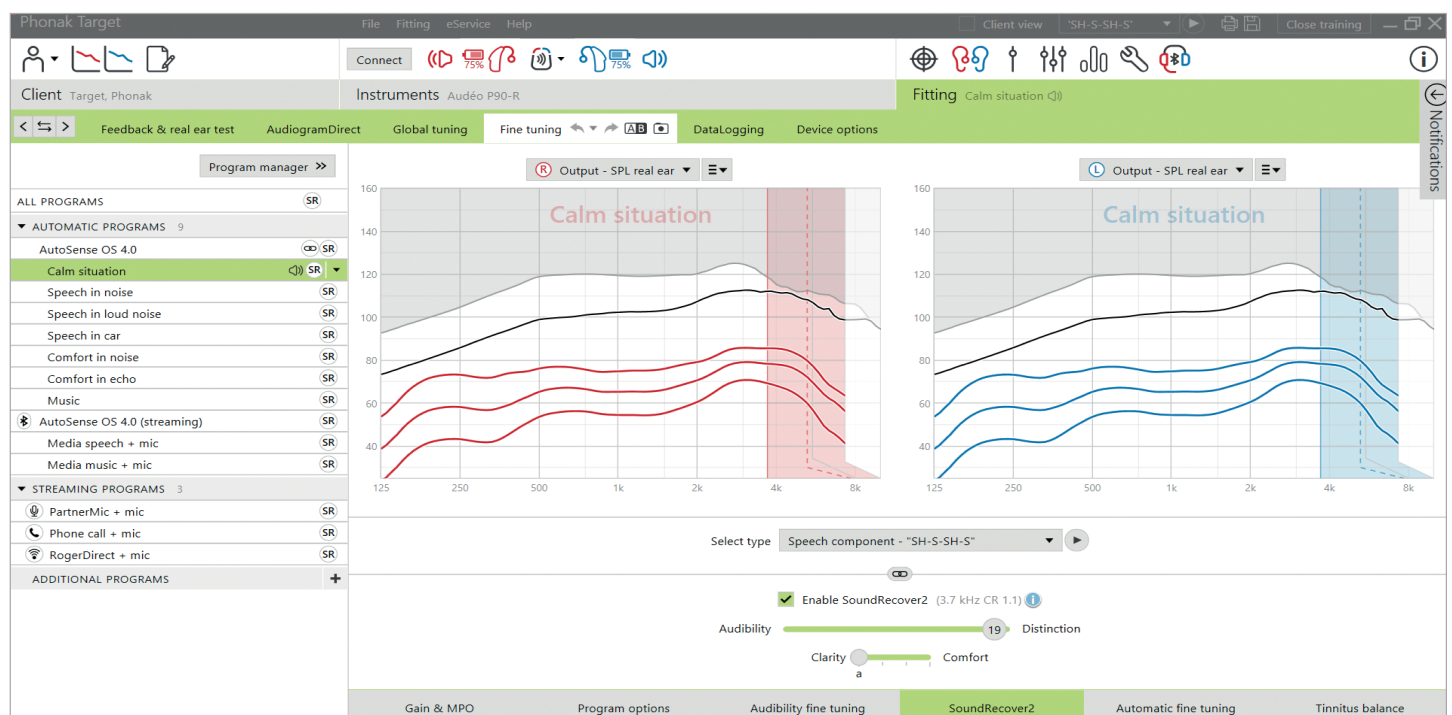 Phonak Target File Fitting eService Help Client view 'SH-S-SH-S' Close training
Connect 75% 75%
Client Target, Phonak Instruments Audéo P90-R Fitting Calm situation
Feedback & real ear test AudiogramDirect Global tuning Fine tuning AB DataLogging Device options
Notifications
Program manager >>
ALL PROGRAMS SR
AUTOMATIC PROGRAMS 9
AutoSense OS 4.0 SR
Calm situation SR
Speech in noise SR
Speech in loud noise SR
Speech in car SR
Comfort in noise SR
Comfort in echo SR
Music SR
AutoSense OS 4.0 (streaming) SR
Media speech + mic SR
Media music + mic SR
STREAMING PROGRAMS 3
PartnerMic + mic SR
Phone call + mic SR
RogerDirect + mic SR
ADDITIONAL PROGRAMS +
R Output - SPL real ear
Calm situation
160
140
120
100
80
60
40
125 250 500 1k 2k 4k 8k
L Output - SPL real ear
Calm situation
160
140
120
100
80
60
40
125 250 500 1k 2k 4k 8k
Select type Speech component - "SH-S-SH-S"
Enable SoundRecover2 (3.7 kHz CR 1.1) i
Audibility 19 Distinction
Clarity Comfort
a
Gain & MPO Program options Audibility fine tuning SoundRecover2 Automatic fine tuning Tinnitus balance